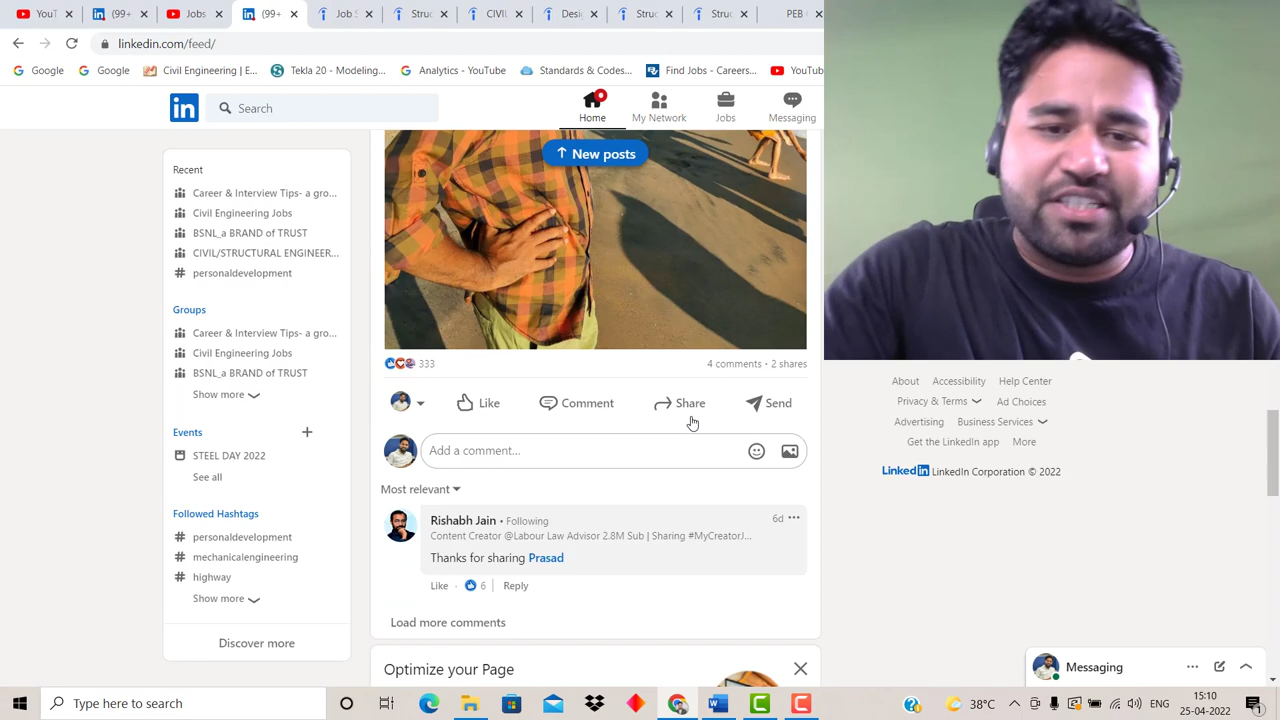 (99+
Job S
Struc
CIVIL
Desig
Struc
Struc
PEB
linkedin.com/feed/
Google
Google
Civil Engineering | E...
Tekla 20 - Modeling...
Analytics - YouTube
Standards & Codes...
Find Jobs - Careers...
YouTub
in
Search
Home
My Network
Jobs
Messaging
Recent
Career & Interview Tips- a gro...
Civil Engineering Jobs
BSNL_a BRAND of TRUST
CIVIL/STRUCTURAL ENGINEER...
# personaldevelopment
Groups
Career & Interview Tips- a gro...
Civil Engineering Jobs
BSNL_a BRAND of TRUST
Show more
Events
STEEL DAY 2022
See all
Followed Hashtags
# personaldevelopment
# mechanicalengineering
# highway
Show more
Discover more
↑ New posts
333
4 comments • 2 shares
Like
Comment
Share
Send
Add a comment...
Most relevant
Rishabh Jain • Following
6d
Content Creator @Labour Law Advisor 2.8M Sub | Sharing #MyCreatorJ...
Thanks for sharing Prasad
Like · 6 | Reply
Load more comments
Optimize your Page
About Accessibility Help Center
Privacy & Terms Ad Choices
Advertising Business Services
Get the LinkedIn app More
LinkedIn LinkedIn Corporation © 2022
Messaging
Type here to search
38°C
ENG
15:10
25-04-2022
1